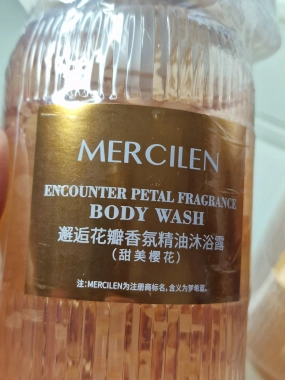 MERCILEN
ENCOUNTER PETAL FRAGRANCE
BODY WASH
邂逅花瓣香氛精油沐浴露
(甜美樱花)
注:MERCILEN为注册商标名,含义为梦皙蓝。